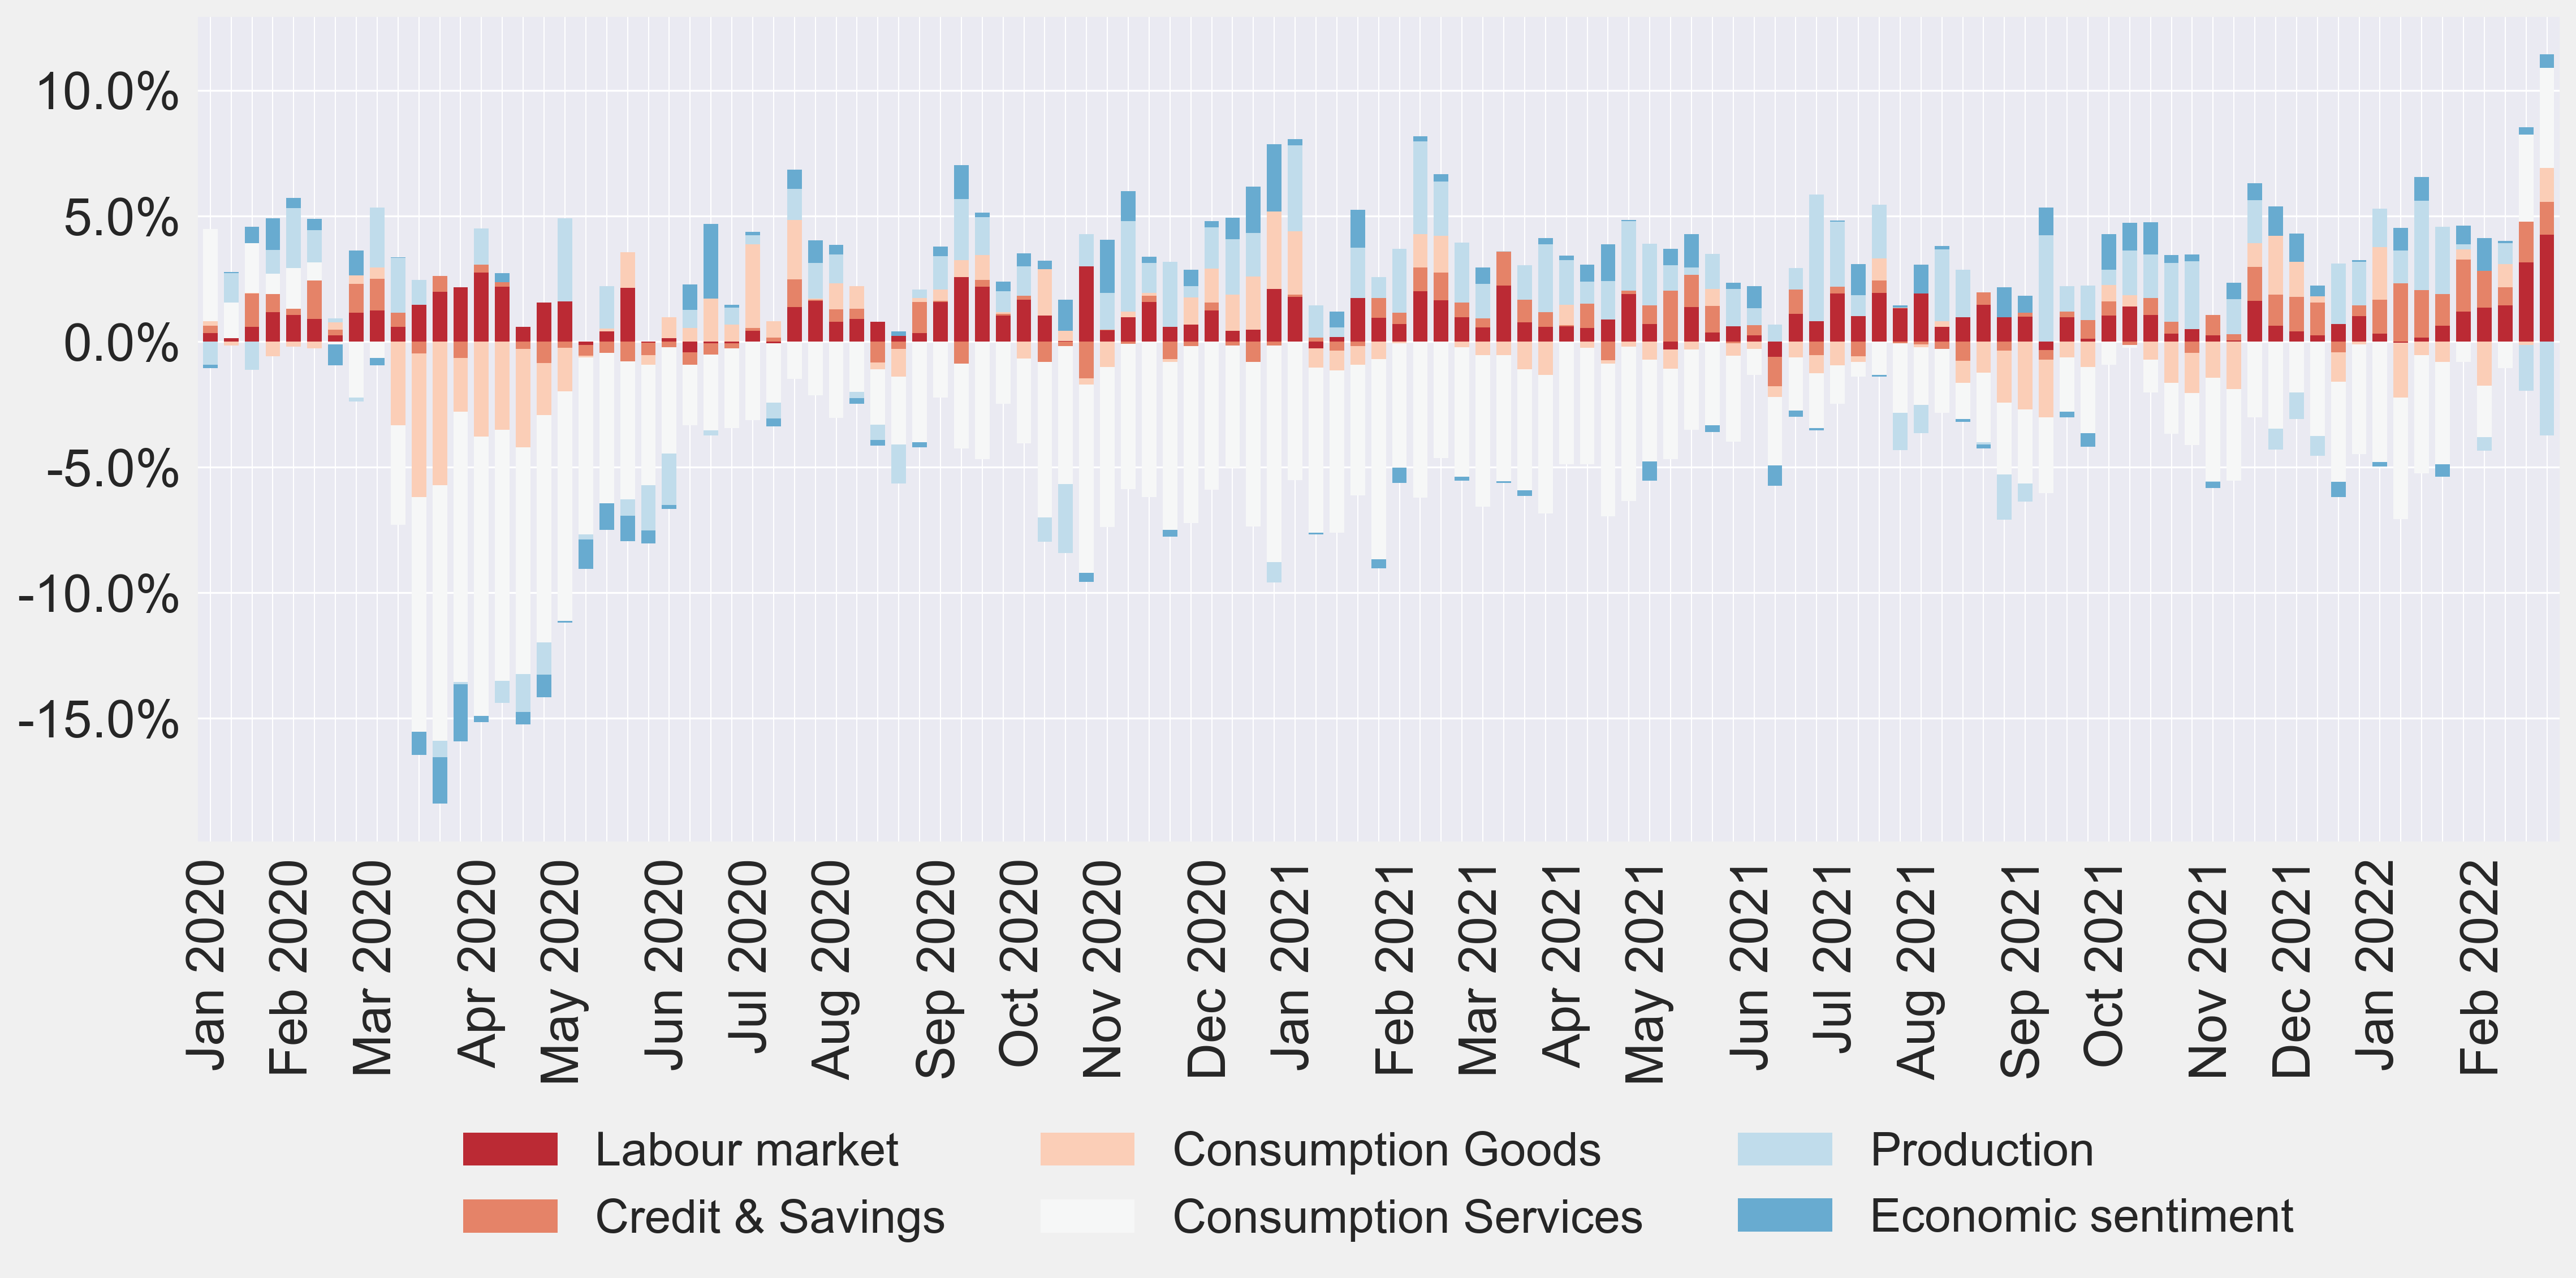 10.0%
5.0%
0.0%
-5.0%
-10.0%
-15.0%
Jan 2020
Feb 2020
Mar 2020
Apr 2020
May 2020
Jun 2020
Jul 2020
Aug 2020
Sep 2020
Oct 2020
Nov 2020
Dec 2020
Jan 2021
Feb 2021
Mar 2021
Apr 2021
May 2021
Jun 2021
Jul 2021
Aug 2021
Sep 2021
Oct 2021
Nov 2021
Dec 2021
Jan 2022
Feb 2022
Labour market
Consumption Goods
Production
Credit & Savings
Consumption Services
Economic sentiment